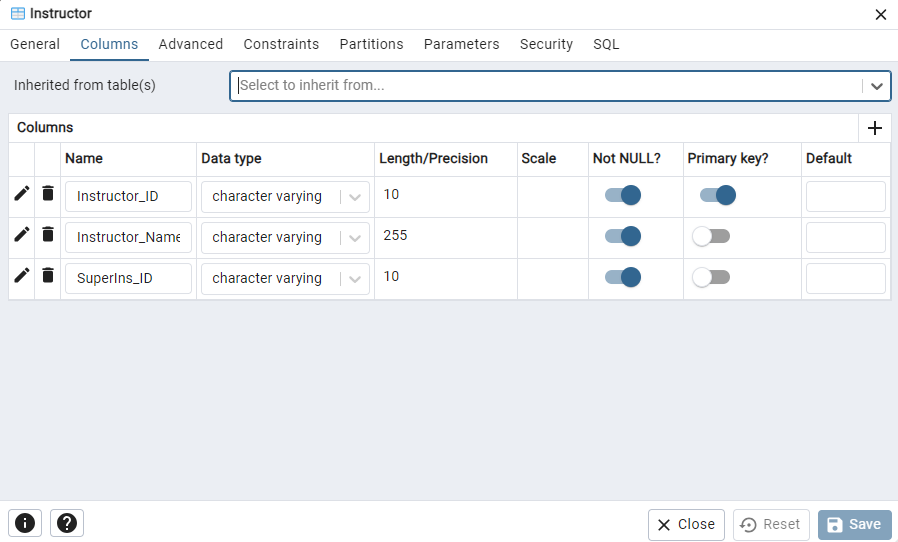 Instructor
General Columns Advanced Constraints Partitions Parameters Security SQL
Inherited from table(s) Select to inherit from...
Columns
Name Data type Length/Precision Scale Not NULL? Primary key? Default
Instructor_ID character varying 10
Instructor_Name character varying 255
SuperIns_ID character varying 10
Close Reset Save